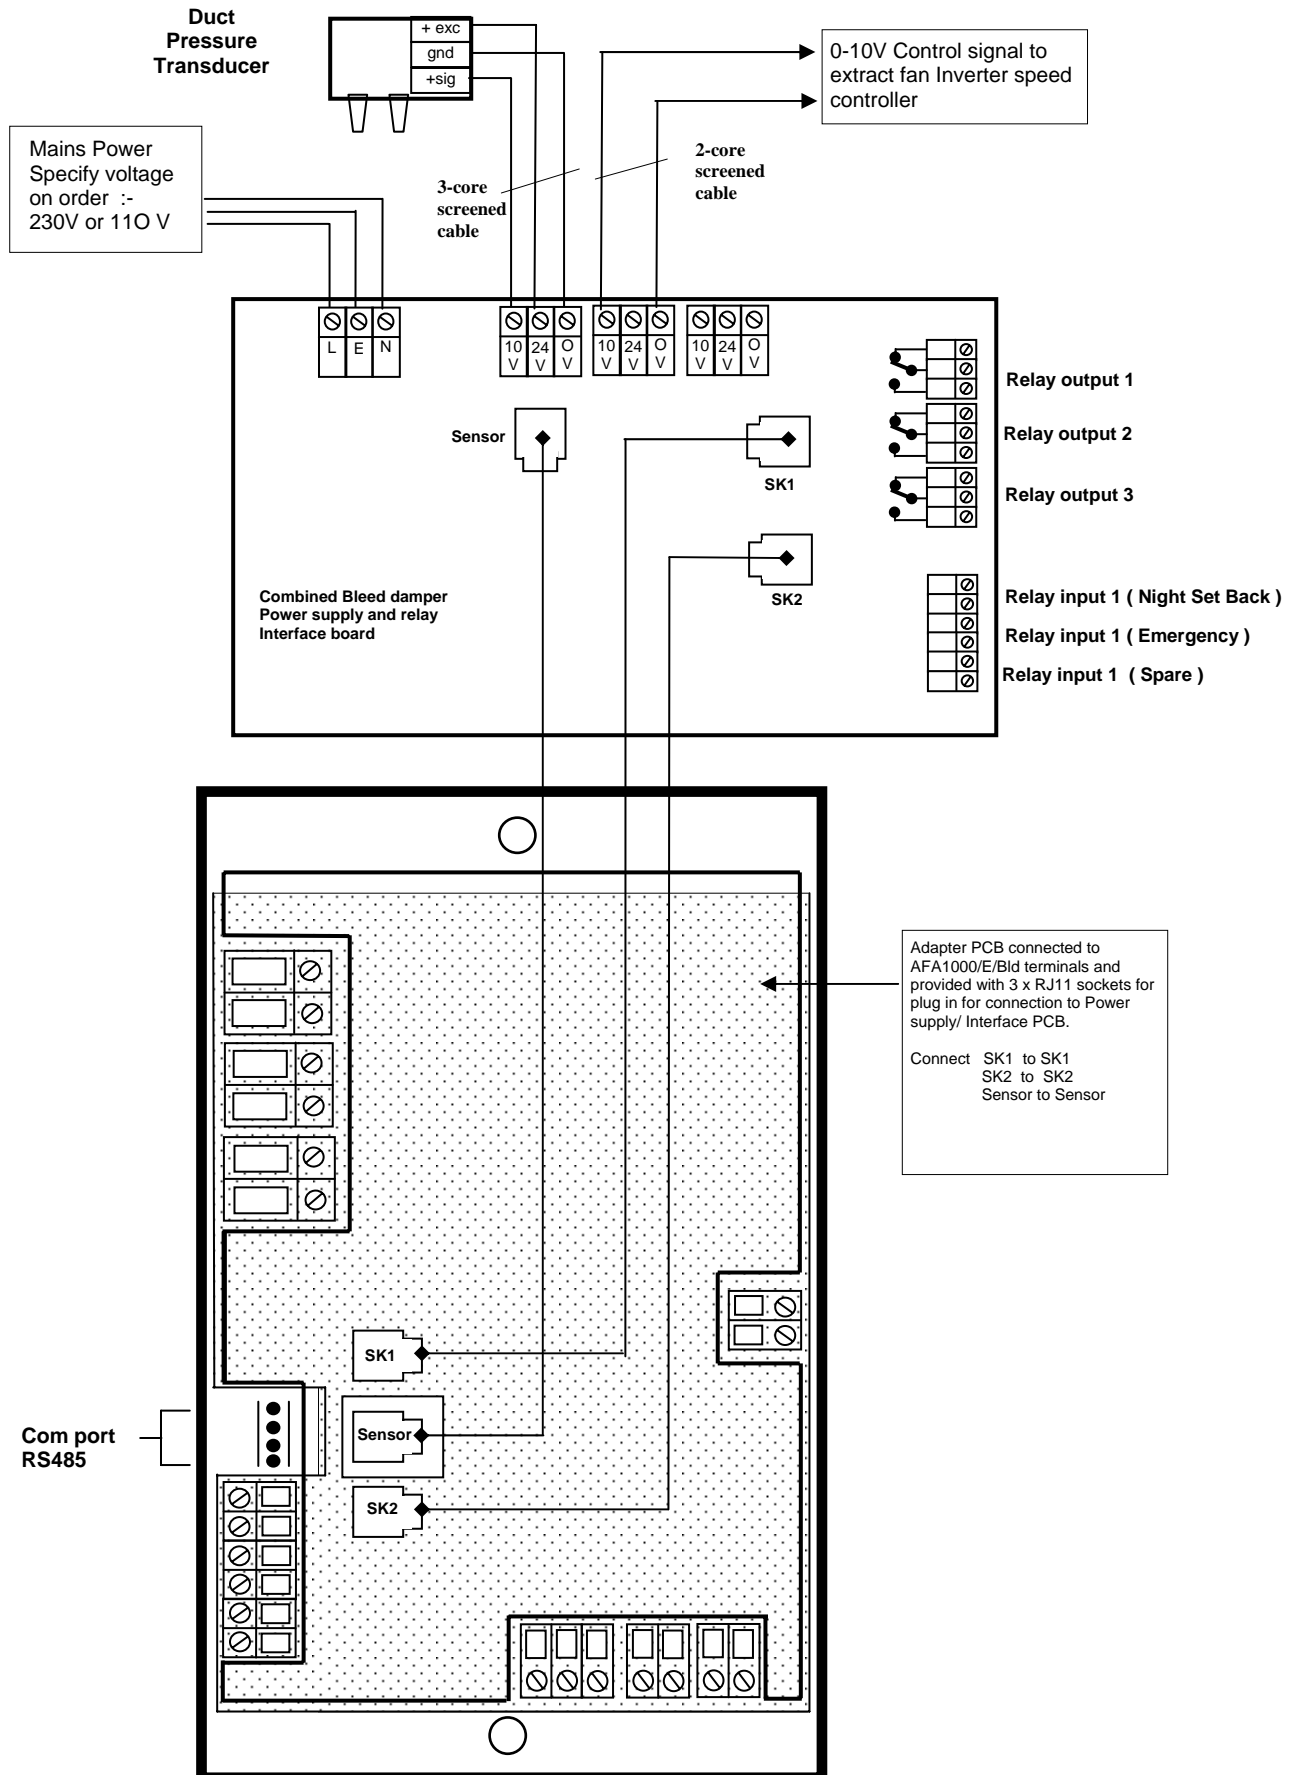 Duct
Pressure
Transducer
+ exc
gnd
+sig
0-10V Control signal to
extract fan Inverter speed
controller
Mains Power
Specify voltage
on order :-
230V or 11O V
3-core
screened
cable
2-core
screened
cable
L E N
10 V 24 V O V
10 V 24 V O V
10 V 24 V O V
Relay output 1
Relay output 2
Relay output 3
Sensor
SK1
SK2
Combined Bleed damper
Power supply and relay
Interface board
Relay input 1 ( Night Set Back )
Relay input 1 ( Emergency )
Relay input 1 ( Spare )
Adapter PCB connected to
AFA1000/E/Bld terminals and
provided with 3 x RJ11 sockets for
plug in for connection to Power
supply/ Interface PCB.
Connect SK1 to SK1
SK2 to SK2
Sensor to Sensor
SK1
Sensor
SK2
Com port
RS485